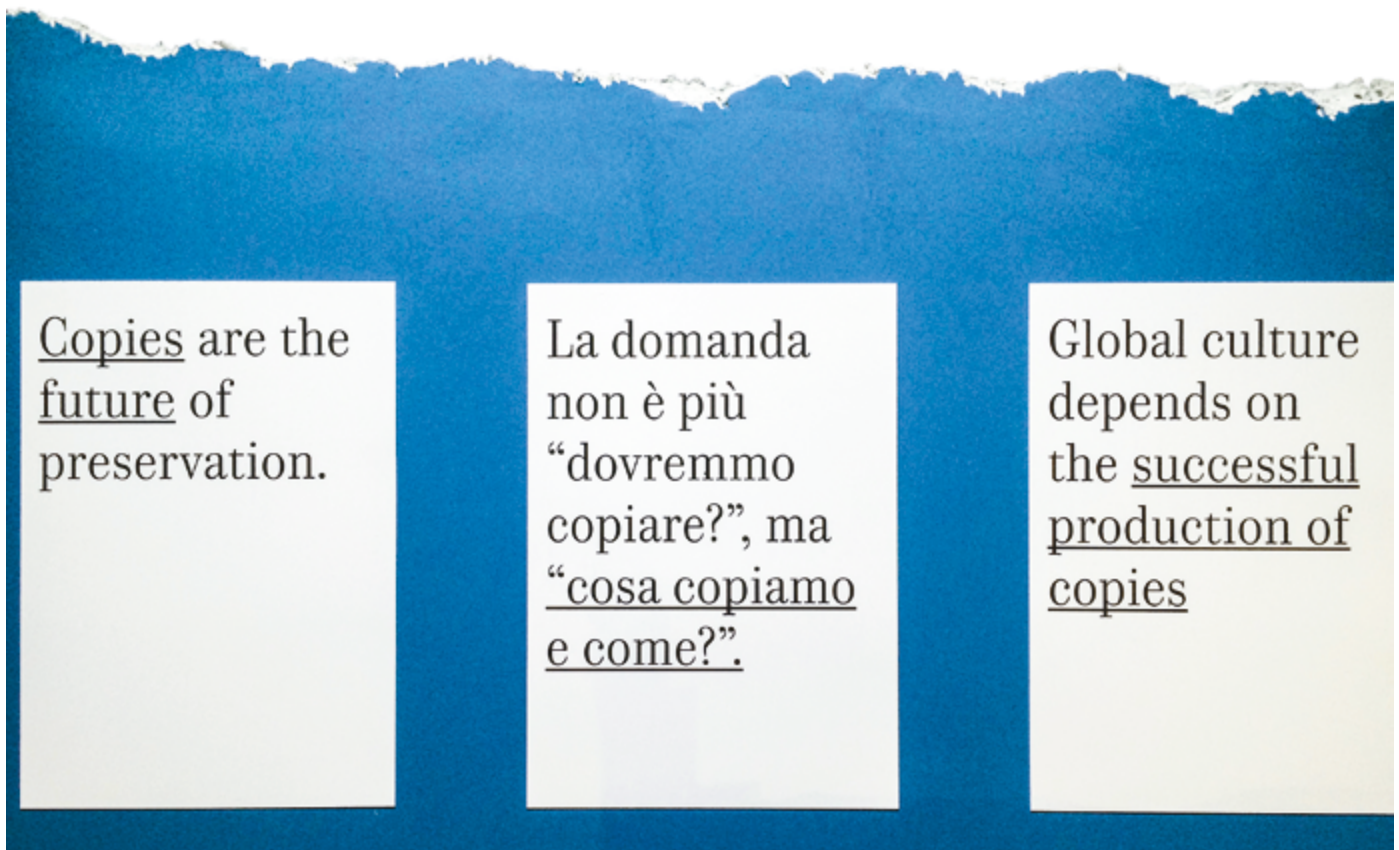 Copies are the
future of
preservation.
La domanda
non è più
“dovremmo
copiare?”, ma
“cosa copiamo
e come?”.
Global culture
depends on
the successful
production of
copies